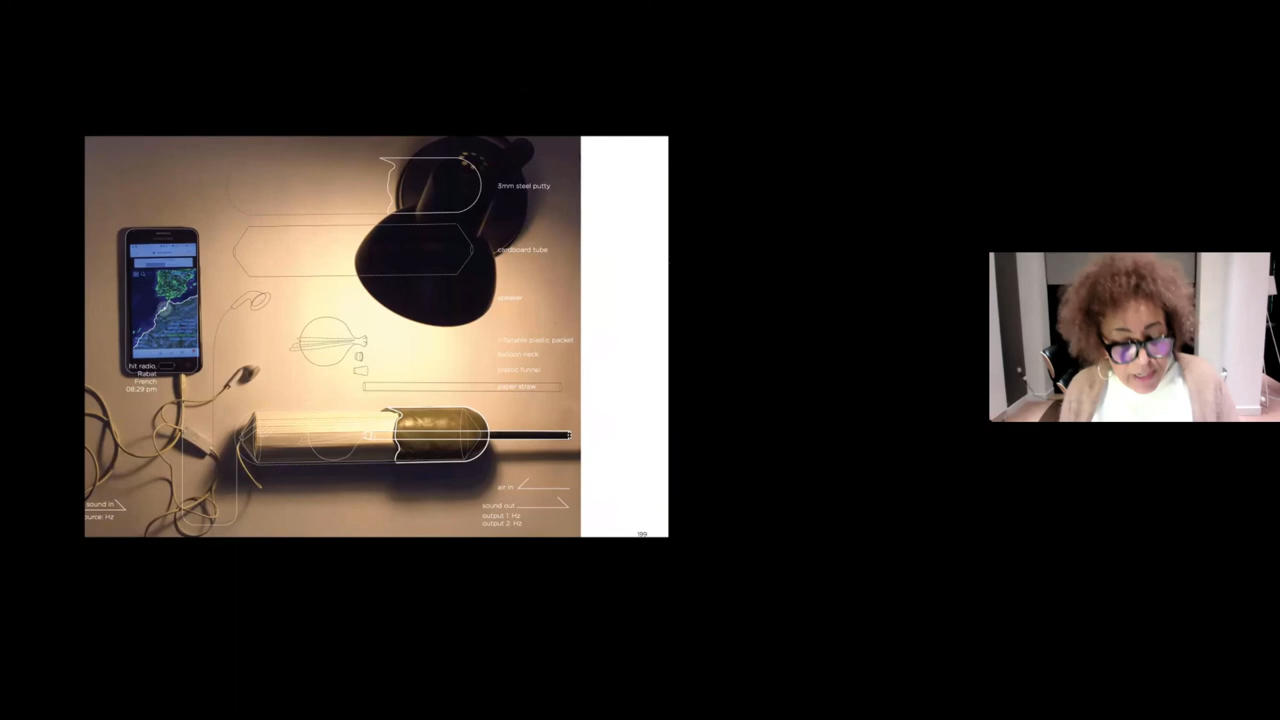 3mm steel putty
cardboard tube
speaker
inflatable plastic packet
balloon neck
plastic funnel
paper straw
hit radio,
Rabat
French
08:29 pm
air in
sound in
sound out
ource: Hz
output 1: Hz
output 2: Hz
199